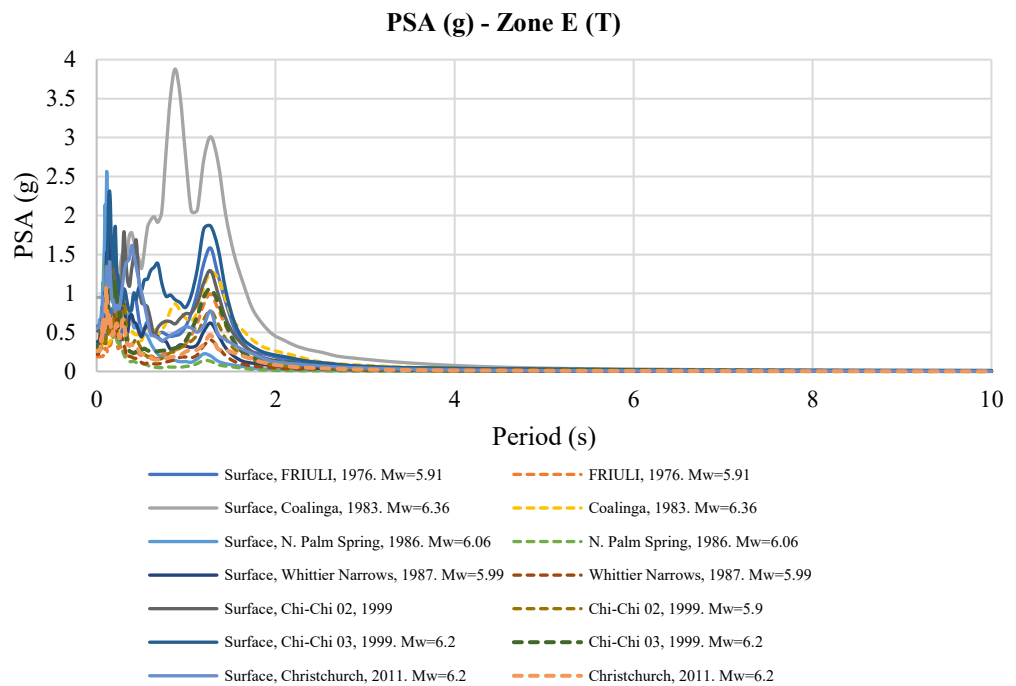 PSA (g) - Zone E (T)
4
3.5
3
2.5
2
1.5
1
0.5
0
PSA (g)
0 2 4 6 8 10
Period (s)
Surface, FRIULI, 1976. Mw=5.91 FRIULI, 1976. Mw=5.91
Surface, Coalinga, 1983. Mw=6.36 Coalinga, 1983. Mw=6.36
Surface, N. Palm Spring, 1986. Mw=6.06 N. Palm Spring, 1986. Mw=6.06
Surface, Whittier Narrows, 1987. Mw=5.99 Whittier Narrows, 1987. Mw=5.99
Surface, Chi-Chi 02, 1999 Chi-Chi 02, 1999. Mw=5.9
Surface, Chi-Chi 03, 1999. Mw=6.2 Chi-Chi 03, 1999. Mw=6.2
Surface, Christchurch, 2011. Mw=6.2 Christchurch, 2011. Mw=6.2